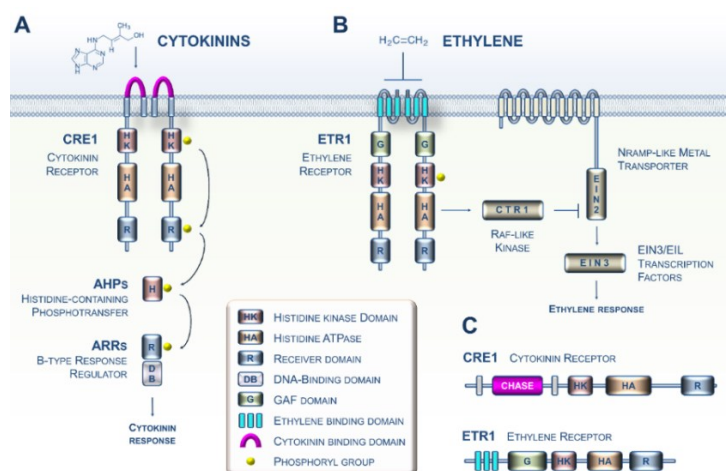 A
CYTOKININS
CH₃
HN
OH
H
N
N
N
N
H
CRE1
CYTOKININ
RECEPTOR
HK
HK
HA
HA
R
R
AHPs
HISTIDINE-CONTAINING
PHOSPHOTRANSFER
H
ARRs
B-TYPE RESPONSE
REGULATOR
R
DB
CYTOKININ
RESPONSE
B
H₂C=CH₂
ETHYLENE
ETR1
ETHYLENE
RECEPTOR
G
G
HK
HK
HA
HA
R
R
CTR1
RAF-LIKE
KINASE
NRAMP-LIKE METAL
TRANSPORTER
EIN2
EIN3
EIN3/EIL
TRANSCRIPTION
FACTORS
ETHYLENE RESPONSE
HK HISTIDINE KINASE DOMAIN
HA HISTIDINE ATPASE
R RECEIVER DOMAIN
DB DNA-BINDING DOMAIN
G GAF DOMAIN
ETHYLENE BINDING DOMAIN
CYTOKININ BINDING DOMAIN
PHOSPHORYL GROUP
C
CRE1 CYTOKININ RECEPTOR
CHASE HK HA R
ETR1 ETHYLENE RECEPTOR
G HK HA R